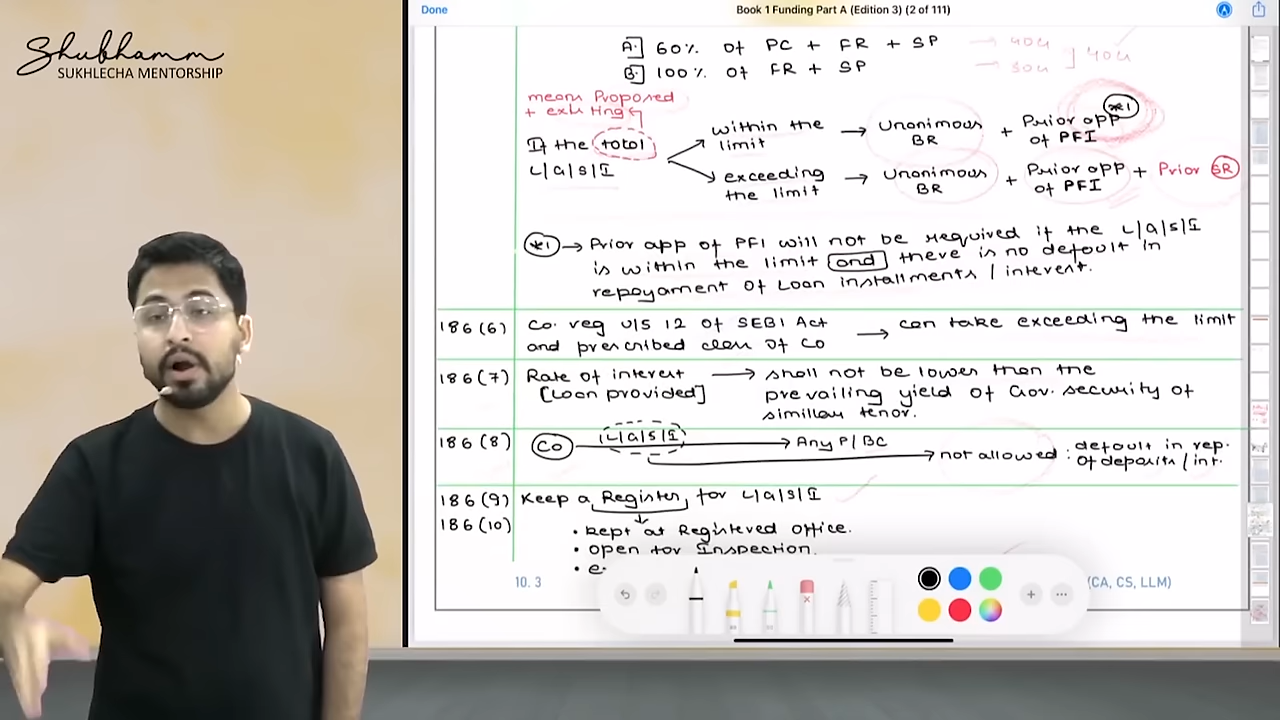 Shubhamm
SUKHLECHA MENTORSHIP
Done
Book 1 Funding Part A (Edition 3) (2 of 111)
A. 60% of PC + FR + SP → 40u
B. 100% of FR + SP → 30u ] 40u
means Proposed
+ existing
If the total
L|G|S|I
within the
limit → Unanimous
BR + Prior app
of PFI *1
exceeding
the limit → Unanimous
BR + Prior app
of PFI + Prior SR
*1 → Prior app of PFI will not be required if the L|G|S|I
is within the limit and there is no default in
repayament of Loan installments / interest.
186(6) Co. reg U/S 12 of SEBI Act
and prescribed class of Co → can take exceeding the limit
186(7) Rate of interest → shall not be lower than the
[Loan provided] prevailing yield of Gov. security of
simillar tenor.
186(8) Co L|G|S|I → Any P/BC
→ not allowed : default in rep.
of deposits / int.
186(9) Keep a Register, for L|G|S|I
186(10) • kept at Registered office.
• open for Inspection.
• e
10. 3
(CA, CS, LLM)